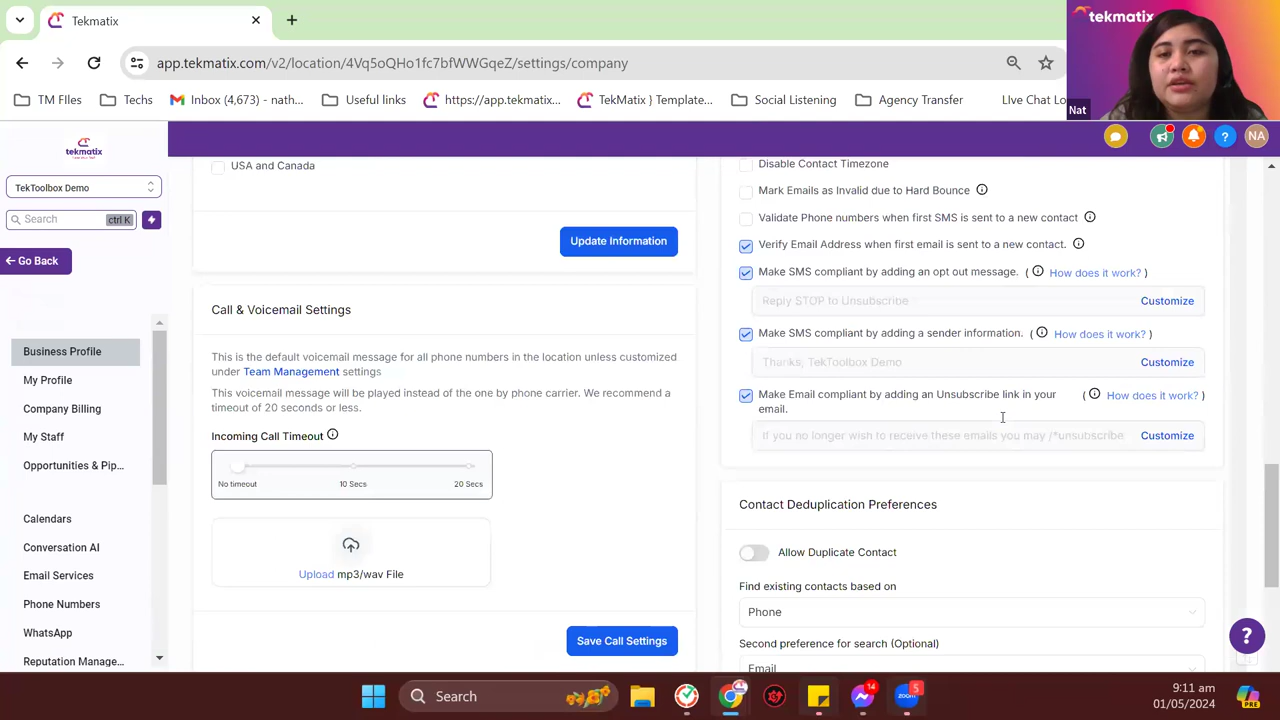 Tekmatix
tekmatix
app.tekmatix.com/v2/location/4Vq5oQHo1fc7bfWWGqeZ/settings/company
Nat
TM FIles
Techs
Inbox (4,673) - nath...
Useful links
https://app.tekmatix...
TekMatix } Template...
Social Listening
Agency Transfer
LIve Chat Lo
tekmatix
NA
TekToolbox Demo
Search
ctrl K
Go Back
Business Profile
My Profile
Company Billing
My Staff
Opportunities & Pip...
Calendars
Conversation AI
Email Services
Phone Numbers
WhatsApp
Reputation Manage...
USA and Canada
Update Information
Call & Voicemail Settings
This is the default voicemail message for all phone numbers in the location unless customized
under Team Management settings
This voicemail message will be played instead of the one by phone carrier. We recommend a
timeout of 20 seconds or less.
Incoming Call Timeout
No timeout
10 Secs
20 Secs
Upload mp3/wav File
Save Call Settings
Disable Contact Timezone
Mark Emails as Invalid due to Hard Bounce
Validate Phone numbers when first SMS is sent to a new contact
Verify Email Address when first email is sent to a new contact.
Make SMS compliant by adding an opt out message. ( How does it work? )
Reply STOP to Unsubscribe
Customize
Make SMS compliant by adding a sender information. ( How does it work? )
Thanks, TekToolbox Demo
Customize
Make Email compliant by adding an Unsubscribe link in your ( How does it work? )
email.
If you no longer wish to receive these emails you may /*unsubscribe
Customize
Contact Deduplication Preferences
Allow Duplicate Contact
Find existing contacts based on
Phone
Second preference for search (Optional)
Email
?
Search
14
zoom
5
9:11 am
01/05/2024
PRE